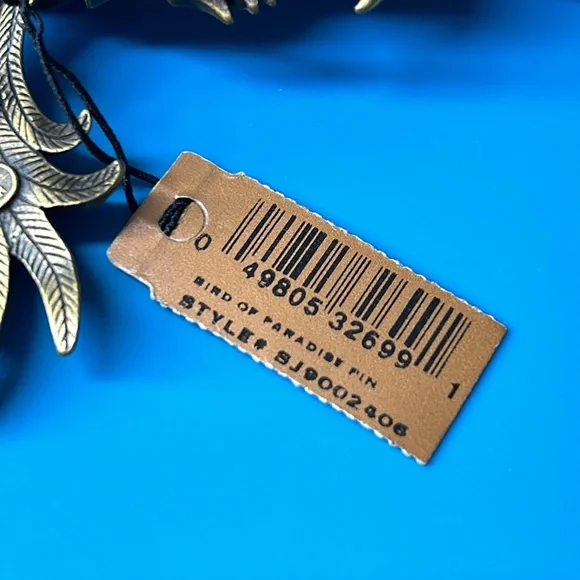 0 49805 32699 1
BIRD OF PARADISE PIN
STYLE# SJ9002406